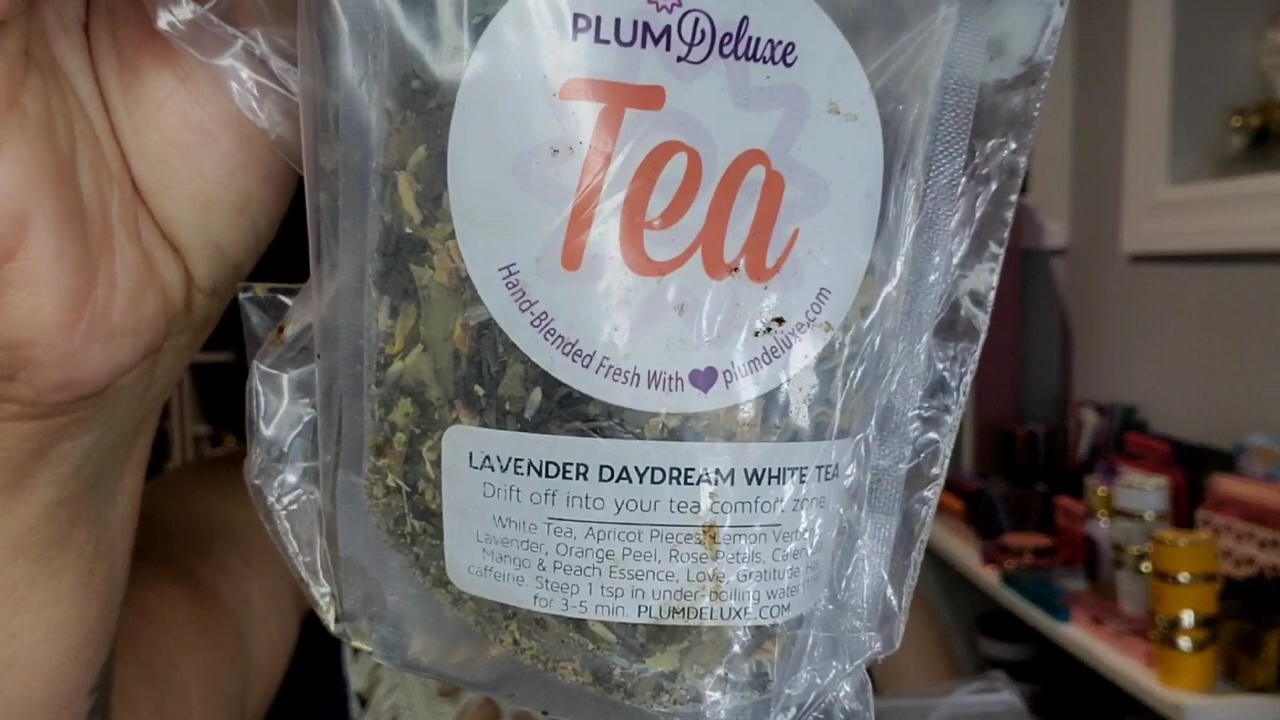 PLUM Deluxe
Tea
Hand-Blended Fresh With plumdeluxe.com
LAVENDER DAYDREAM WHITE TEA
Drift off into your tea comfort zone
White Tea, Apricot Pieces, Lemon
Lavender, Orange Peel, Rose Petals,
Mango & Peach Essence, Love, Gratitude
caffeine. Steep 1 tsp in under-boiling water
for 3-5 min. PLUMDELUXE.COM